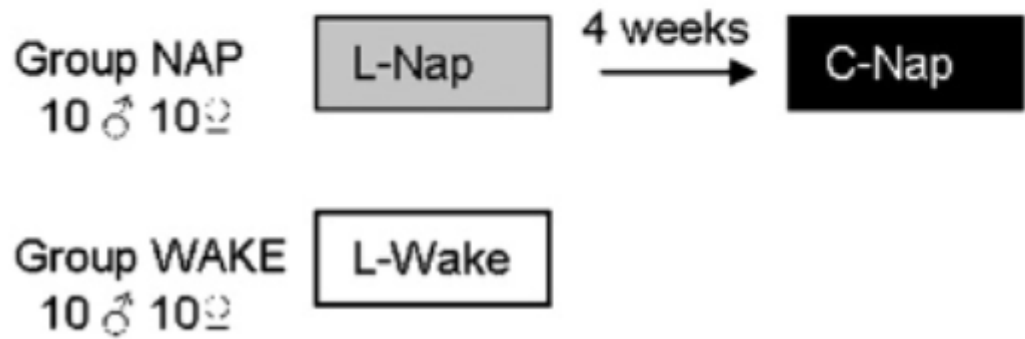 Group NAP
10 ♂ 10 ♀
L-Nap
4 weeks
C-Nap
Group WAKE
10 ♂ 10 ♀
L-Wake